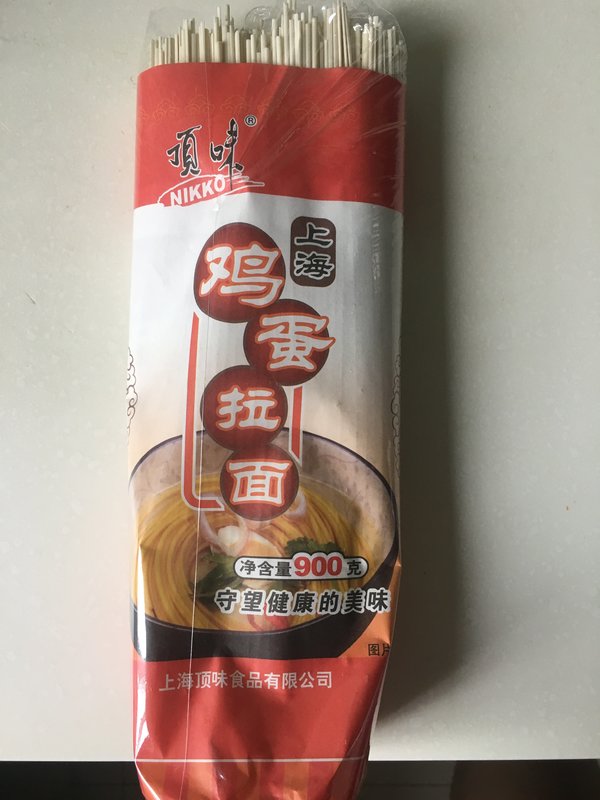 顶味®
NIKKO
上海
鸡蛋拉面
净含量900克
守望健康的美味
图片
上海顶味食品有限公司